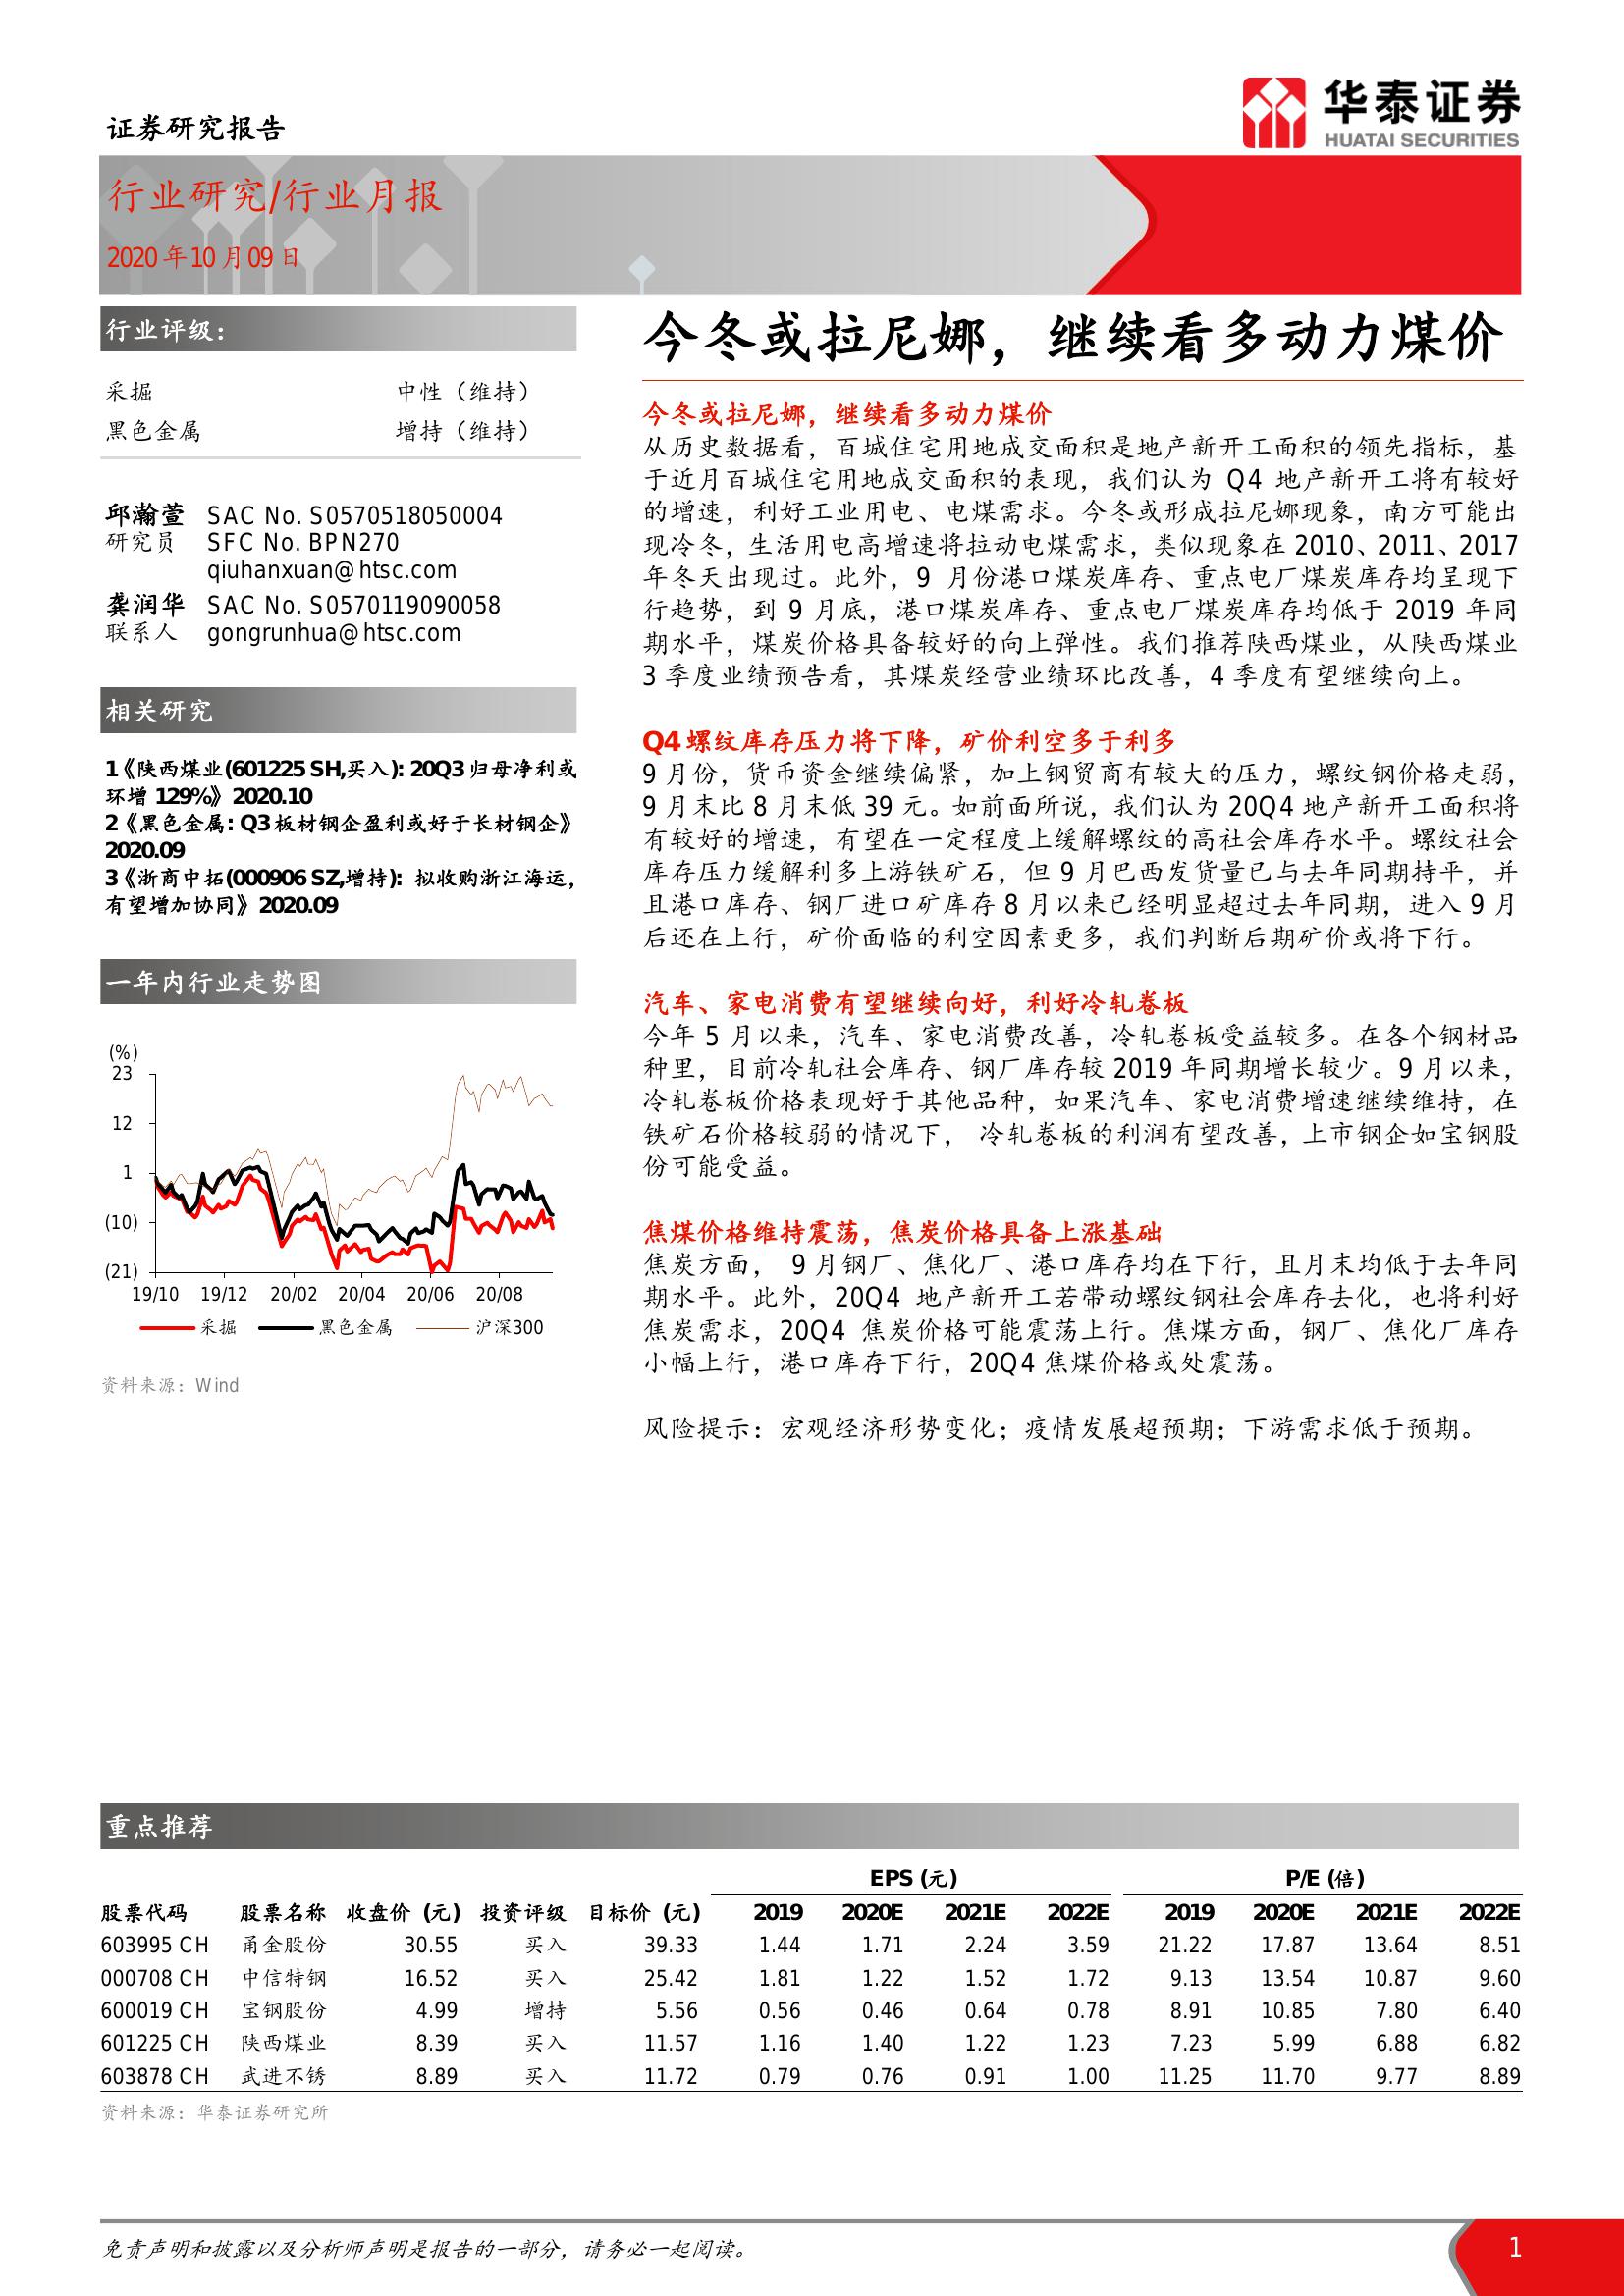 证券研究报告
华泰证券
HUATAI SECURITIES
行业研究/行业月报
2020年10月09日
行业评级：
采掘 中性（维持）
黑色金属 增持（维持）
邱瀚萱 SAC No. S0570518050004
研究员 SFC No. BPN270
qiuhanxuan@htsc.com
龚润华 SAC No. S0570119090058
联系人 gongrunhua@htsc.com
相关研究
1《陕西煤业(601225 SH,买入)：20Q3归母净利或
环增129%》2020.10
2《黑色金属：Q3板材钢企盈利或好于长材钢企》
2020.09
3《浙商中拓(000906 SZ,增持)：拟收购浙江海运，
有望增加协同》2020.09
一年内行业走势图
(%)
23
12
1
(10)
(21)
19/10 19/12 20/02 20/04 20/06 20/08
采掘 黑色金属 沪深300
资料来源：Wind
今冬或拉尼娜，继续看多动力煤价
今冬或拉尼娜，继续看多动力煤价
从历史数据看，百城住宅用地成交面积是地产新开工面积的领先指标，基
于近月百城住宅用地成交面积的表现，我们认为 Q4 地产新开工将有较好
的增速，利好工业用电、电煤需求。今冬或形成拉尼娜现象，南方可能出
现冷冬，生活用电高增速将拉动电煤需求，类似现象在 2010、2011、2017
年冬天出现过。此外，9 月份港口煤炭库存、重点电厂煤炭库存均呈现下
行趋势，到 9 月底，港口煤炭库存、重点电厂煤炭库存均低于 2019 年同
期水平，煤炭价格具备较好的向上弹性。我们推荐陕西煤业，从陕西煤业
3 季度业绩预告看，其煤炭经营业绩环比改善，4 季度有望继续向上。
Q4螺纹库存压力将下降，矿价利空多于利多
9 月份，货币资金继续偏紧，加上钢贸商有较大的压力，螺纹钢价格走弱，
9 月末比 8 月末低 39 元。如前面所说，我们认为 20Q4 地产新开工面积将
有较好的增速，有望在一定程度上缓解螺纹的高社会库存水平。螺纹社会
库存压力缓解利多上游铁矿石，但 9 月巴西发货量已与去年同期持平，并
且港口库存、钢厂进口矿库存 8 月以来已经明显超过去年同期，进入 9 月
后还在上行，矿价面临的利空因素更多，我们判断后期矿价或将下行。
汽车、家电消费有望继续向好，利好冷轧卷板
今年 5 月以来，汽车、家电消费改善，冷轧卷板受益较多。在各个钢材品
种里，目前冷轧社会库存、钢厂库存较 2019 年同期增长较少。9 月以来，
冷轧卷板价格表现好于其他品种，如果汽车、家电消费增速继续维持，在
铁矿石价格较弱的情况下， 冷轧卷板的利润有望改善，上市钢企如宝钢股
份可能受益。
焦煤价格维持震荡，焦炭价格具备上涨基础
焦炭方面， 9 月钢厂、焦化厂、港口库存均在下行，且月末均低于去年同
期水平。此外，20Q4 地产新开工若带动螺纹钢社会库存去化，也将利好
焦炭需求，20Q4 焦炭价格可能震荡上行。焦煤方面，钢厂、焦化厂库存
小幅上行，港口库存下行，20Q4 焦煤价格或处震荡。
风险提示：宏观经济形势变化；疫情发展超预期；下游需求低于预期。
重点推荐
EPS (元) P/E (倍)
股票代码 股票名称 收盘价 (元) 投资评级 目标价 (元) 2019 2020E 2021E 2022E 2019 2020E 2021E 2022E
603995 CH 甬金股份 30.55 买入 39.33 1.44 1.71 2.24 3.59 21.22 17.87 13.64 8.51
000708 CH 中信特钢 16.52 买入 25.42 1.81 1.22 1.52 1.72 9.13 13.54 10.87 9.60
600019 CH 宝钢股份 4.99 增持 5.56 0.56 0.46 0.64 0.78 8.91 10.85 7.80 6.40
601225 CH 陕西煤业 8.39 买入 11.57 1.16 1.40 1.22 1.23 7.23 5.99 6.88 6.82
603878 CH 武进不锈 8.89 买入 11.72 0.79 0.76 0.91 1.00 11.25 11.70 9.77 8.89
资料来源：华泰证券研究所
免责声明和披露以及分析师声明是报告的一部分，请务必一起阅读。 1